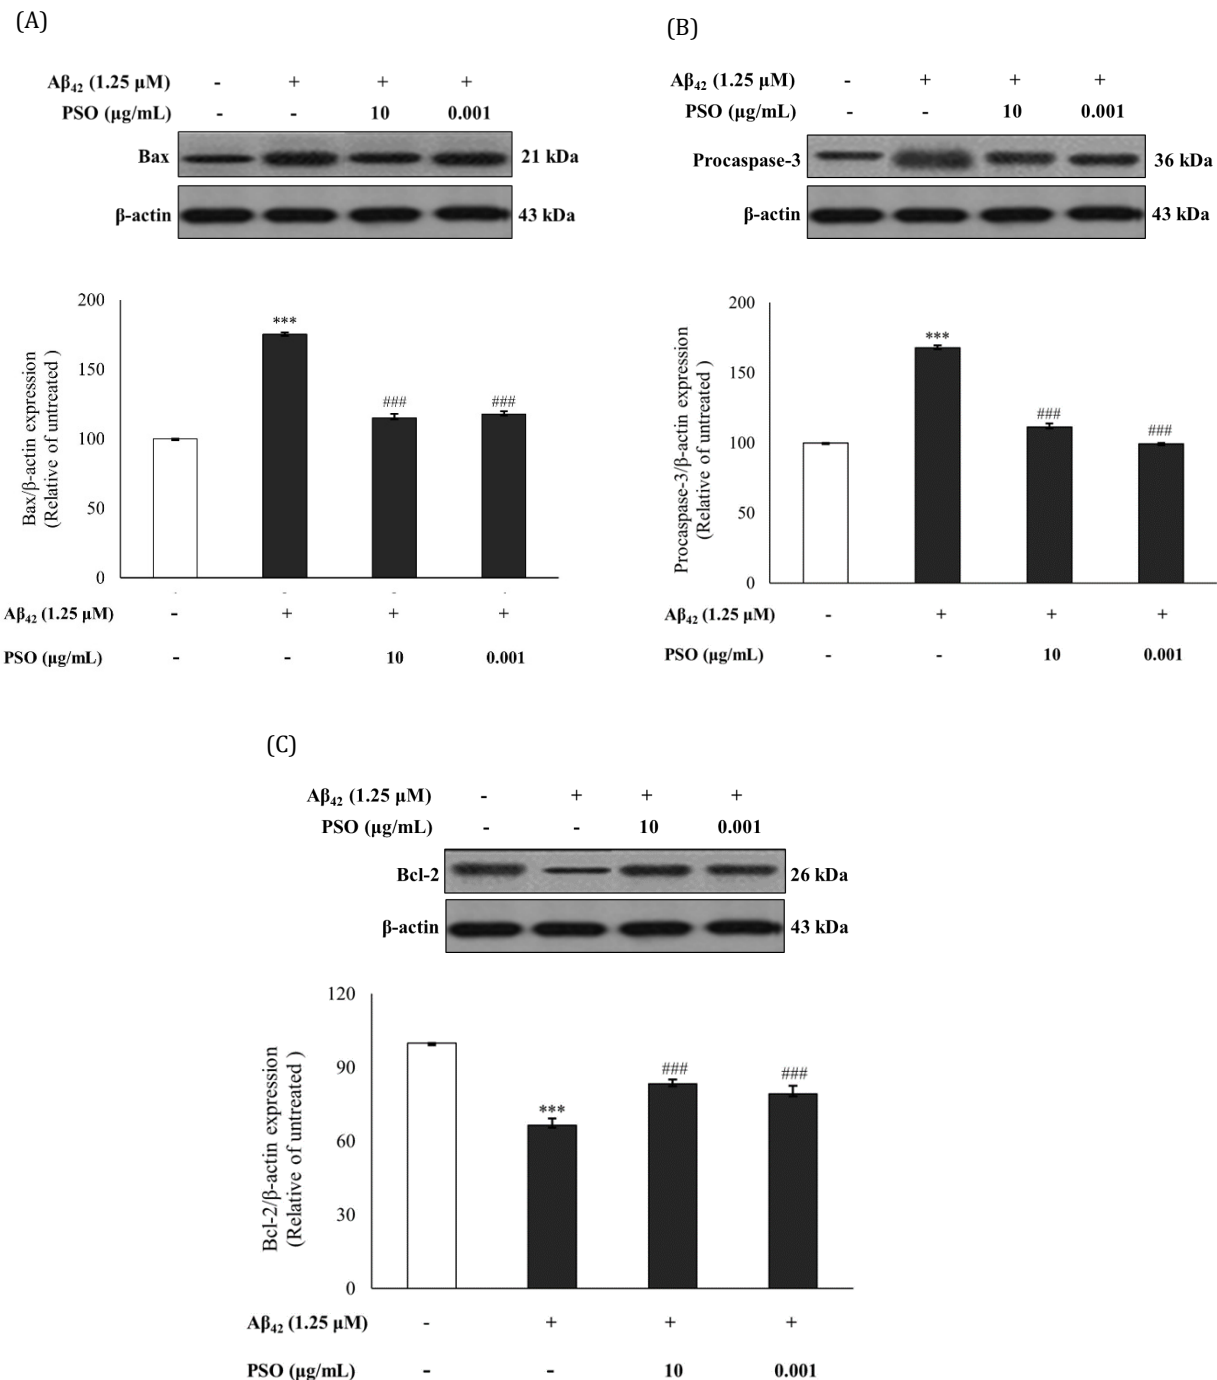 (A)
Aβ₄₂ (1.25 μM) - + + +
PSO (μg/mL) - - 10 0.001
Bax 21 kDa
β-actin 43 kDa
200
150
100
50
0
Bax/β-actin expression
(Relative of untreated )
***
###
###
Aβ₄₂ (1.25 μM) - + + +
PSO (μg/mL) - - 10 0.001
(B)
Aβ₄₂ (1.25 μM) - + + +
PSO (μg/mL) - - 10 0.001
Procaspase-3 36 kDa
β-actin 43 kDa
200
150
100
50
0
Procaspase-3/β-actin expression
(Relative of untreated )
***
###
###
Aβ₄₂ (1.25 μM) - + + +
PSO (μg/mL) - - 10 0.001
(C)
Aβ₄₂ (1.25 μM) - + + +
PSO (μg/mL) - - 10 0.001
Bcl-2 26 kDa
β-actin 43 kDa
120
90
60
30
0
Bcl-2/β-actin expression
(Relative of untreated )
***
###
###
Aβ₄₂ (1.25 μM) - + + +
PSO (μg/mL) - - 10 0.001